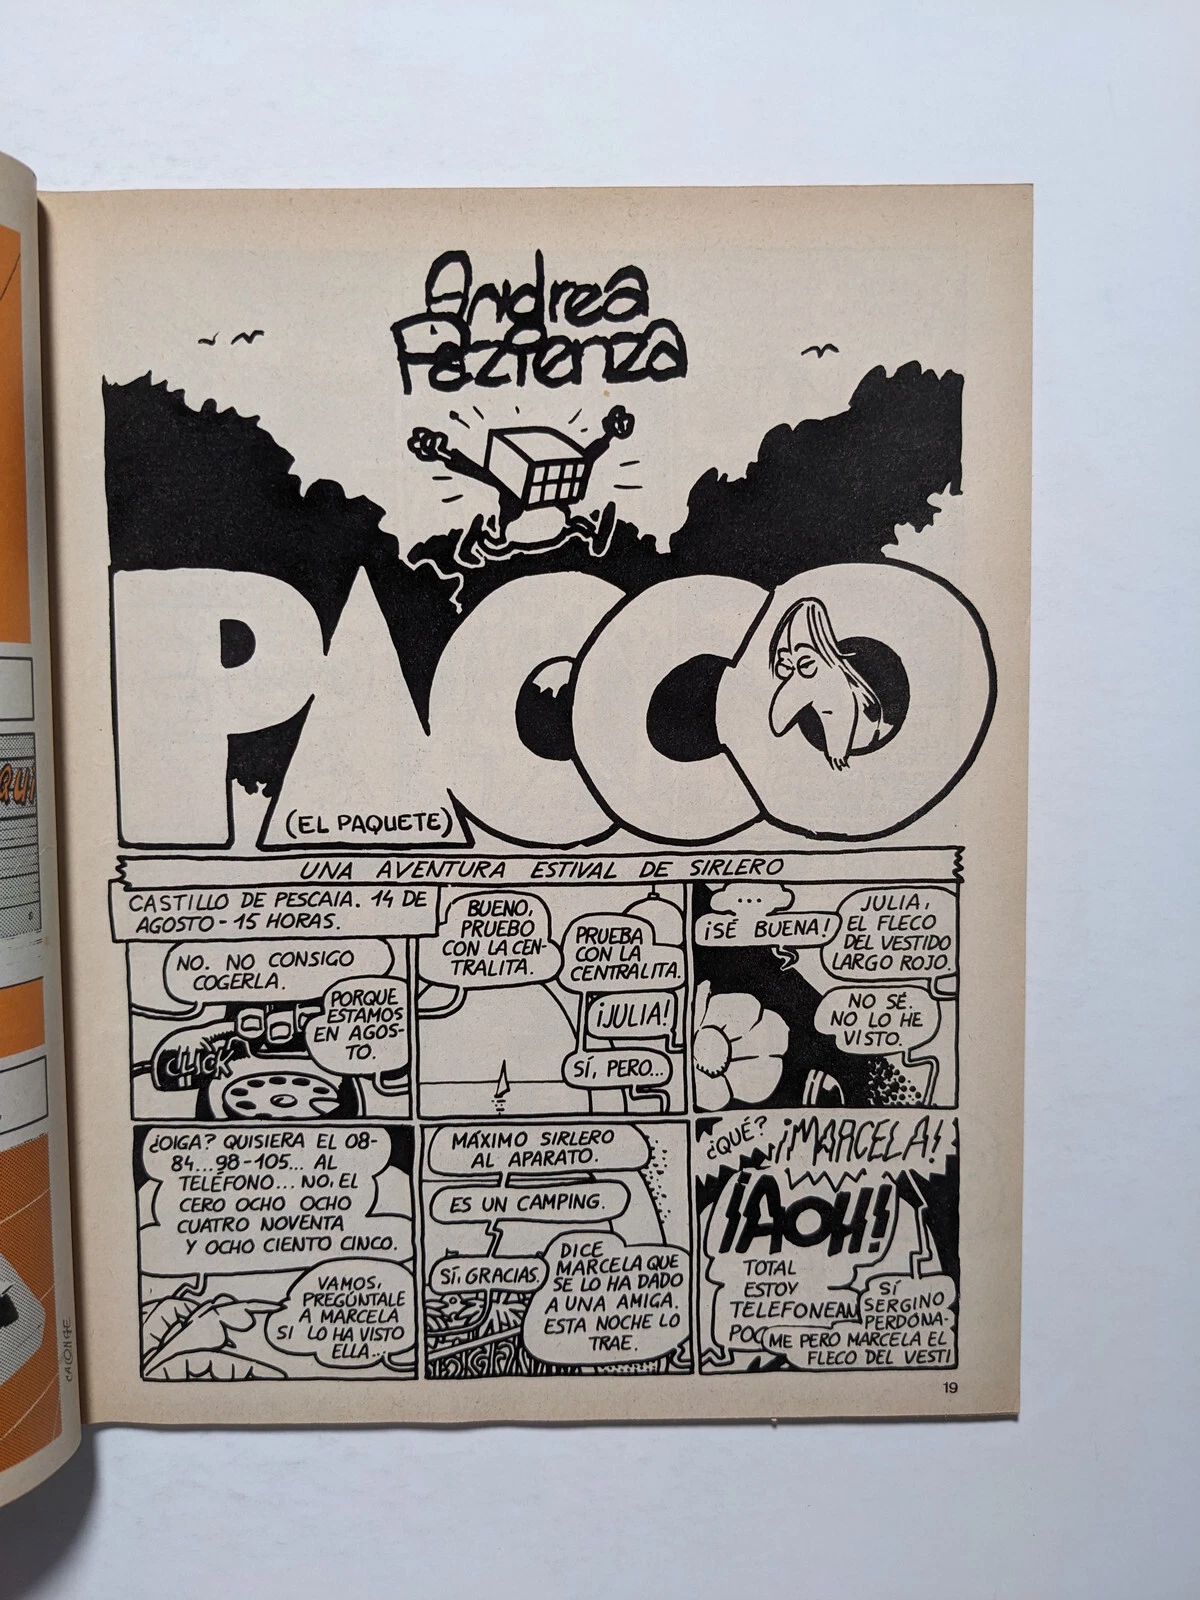 Andrea
Pazienza
PACCO
(EL PAQUETE)
UNA AVENTURA ESTIVAL DE SIRLERO
CASTILLO DE PESCAIA. 14 DE
AGOSTO - 15 HORAS.
NO. NO CONSIGO
COGERLA.
PORQUE
ESTAMOS
EN AGOS-
TO.
CLICK
BUENO,
PRUEBO
CON LA CEN-
TRALITA.
PRUEBA
CON LA
CENTRALITA.
¡JULIA!
SÍ, PERO...
...
¡SÉ BUENA!
JULIA,
EL FLECO
DEL VESTIDO
LARGO ROJO.
NO SÉ.
NO LO HE
VISTO.
¿OIGA? QUISIERA EL 08-
84...98-105... AL
TELÉFONO... NO, EL
CERO OCHO OCHO
CUATRO NOVENTA
Y OCHO CIENTO CINCO.
VAMOS,
PREGÚNTALE
A MARCELA
SI LO HA VISTO
ELLA...
MÁXIMO SIRLERO
AL APARATO.
ES UN CAMPING.
SÍ, GRACIAS.
DICE
MARCELA QUE
SE LO HA DADO
A UNA AMIGA.
ESTA NOCHE LO
TRAE.
¿QUÉ?
¡MARCELA!
¡AOH!
TOTAL
ESTOY
TELEFONEAN
POC
SÍ
SERGINO
PERDÓNA-
ME PERO MARCELA EL
FLECO DEL VESTI
19